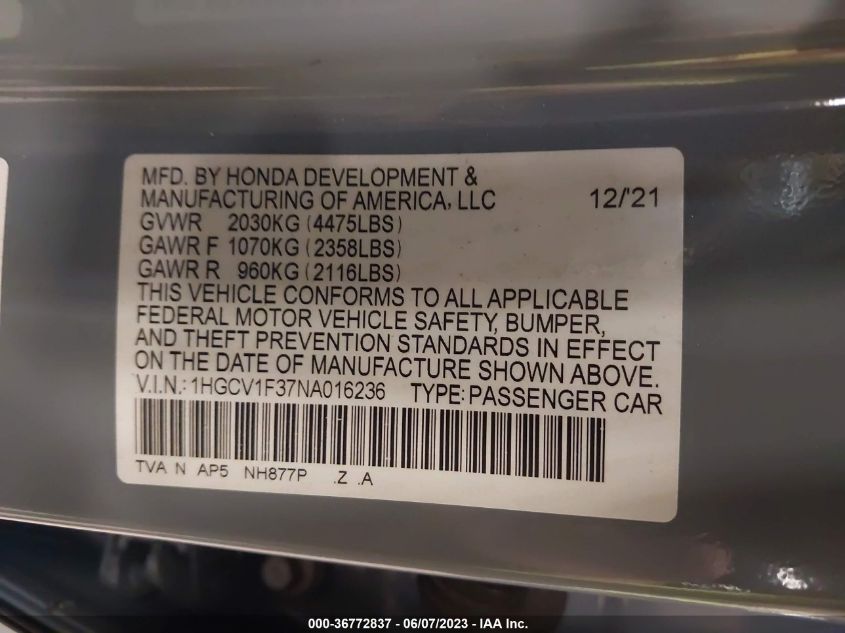 MFD. BY HONDA DEVELOPMENT &
MANUFACTURING OF AMERICA, LLC 12/'21
GVWR 2030KG (4475LBS)
GAWR F 1070KG (2358LBS)
GAWR R 960KG (2116LBS)
THIS VEHICLE CONFORMS TO ALL APPLICABLE
FEDERAL MOTOR VEHICLE SAFETY, BUMPER,
AND THEFT PREVENTION STANDARDS IN EFFECT
ON THE DATE OF MANUFACTURE SHOWN ABOVE.
V.I.N.: 1HGCV1F37NA016236 TYPE: PASSENGER CAR
TVA N AP5 NH877P .Z .A
000-36772837 - 06/07/2023 - IAA Inc.